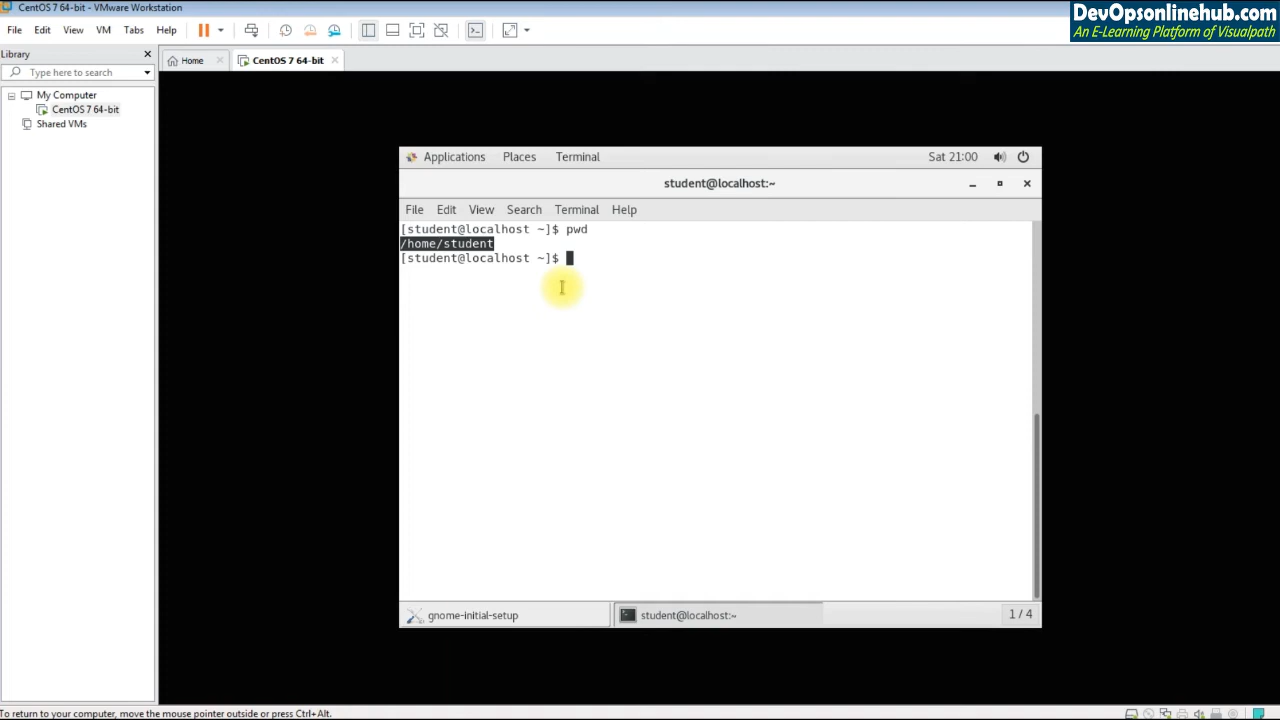 CentOS 7 64-bit - VMware Workstation
DevOpsonlinehub.com
An E-Learning Platform of Visualpath
File Edit View VM Tabs Help
Library
Home
CentOS 7 64-bit
Type here to search
My Computer
CentOS 7 64-bit
Shared VMs
Applications Places Terminal Sat 21:00
student@localhost:~
File Edit View Search Terminal Help
[student@localhost ~]$ pwd
/home/student
[student@localhost ~]$
gnome-initial-setup
student@localhost:~
1 / 4
To return to your computer, move the mouse pointer outside or press Ctrl+Alt.